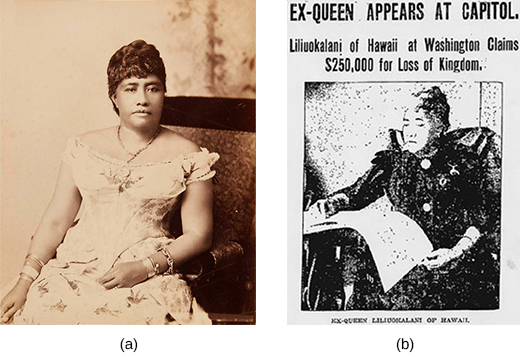 EX-QUEEN APPEARS AT CAPITOL.
Liliuokalani of Hawaii at Washington Claims
$250,000 for Loss of Kingdom.
EX-QUEEN LILIUOKALANI OF HAWAII.
(a)
(b)